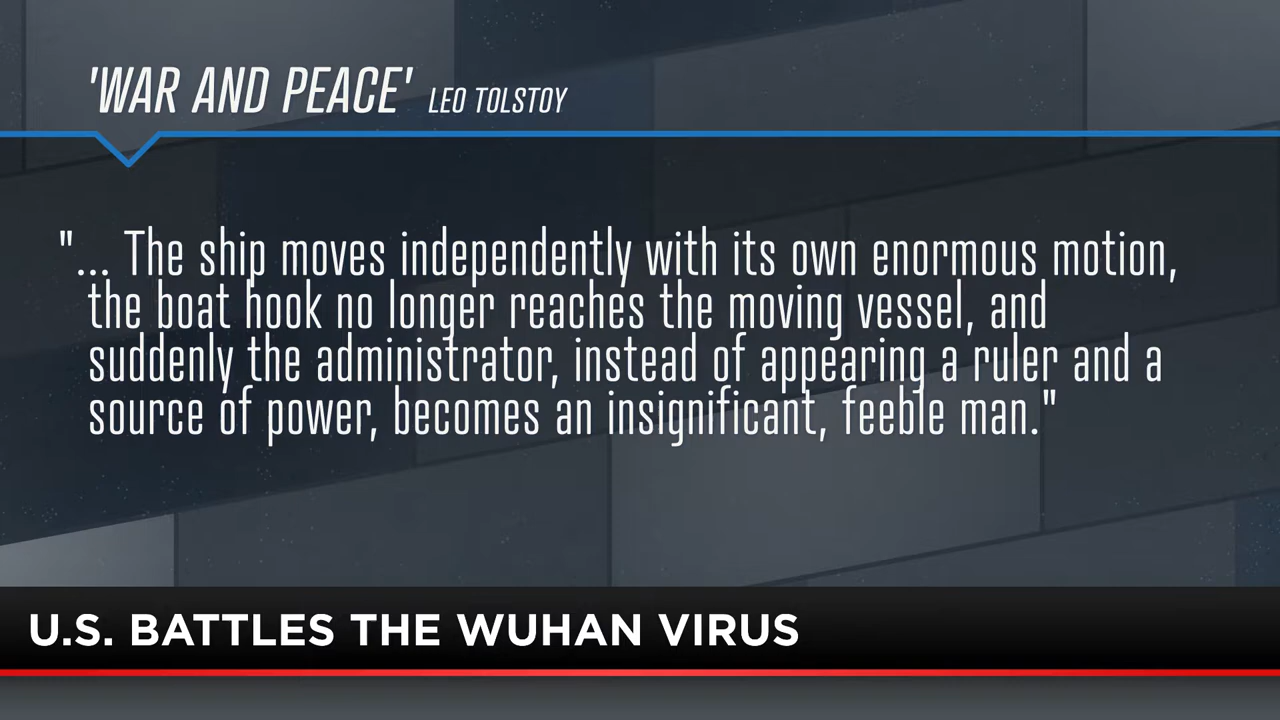 'WAR AND PEACE' LEO TOLSTOY
"... The ship moves independently with its own enormous motion,
the boat hook no longer reaches the moving vessel, and
suddenly the administrator, instead of appearing a ruler and a
source of power, becomes an insignificant, feeble man."
U.S. BATTLES THE WUHAN VIRUS